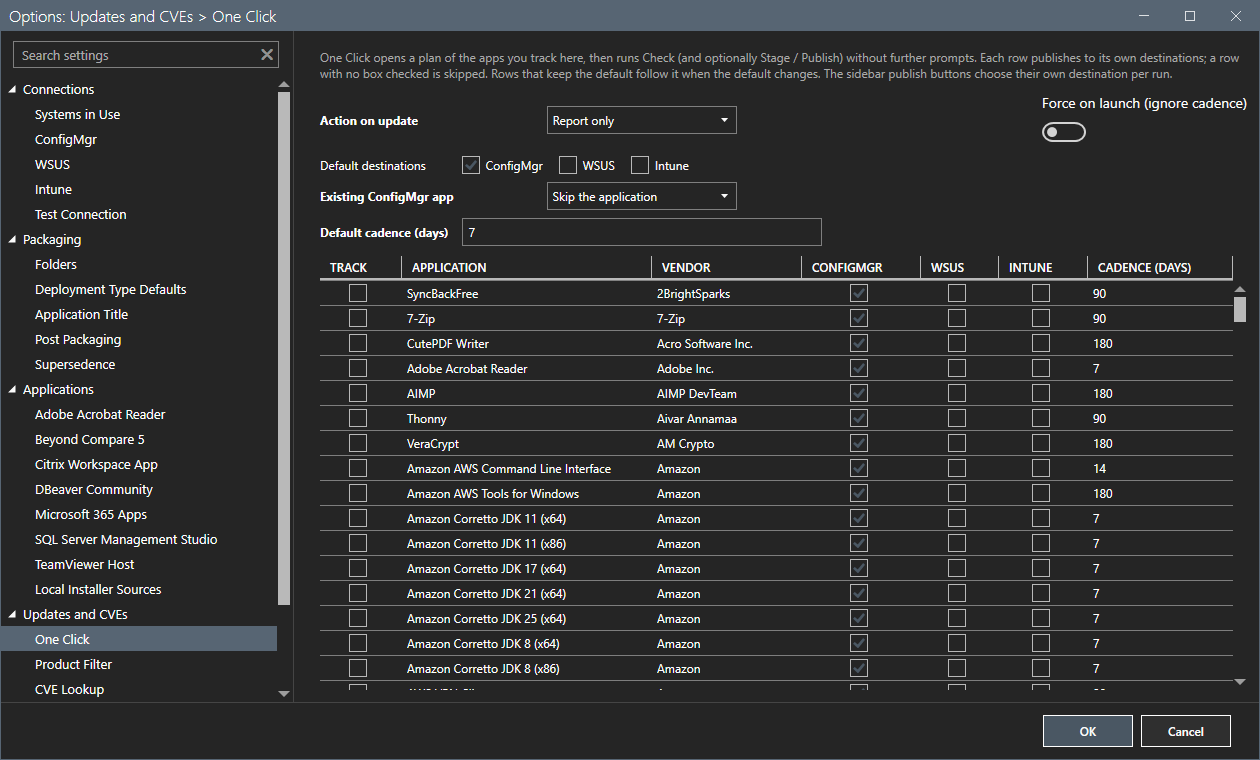 Options: Updates and CVEs > One Click
Search settings
Connections
Systems in Use
ConfigMgr
WSUS
Intune
Test Connection
Packaging
Folders
Deployment Type Defaults
Application Title
Post Packaging
Supersedence
Applications
Adobe Acrobat Reader
Beyond Compare 5
Citrix Workspace App
DBeaver Community
Microsoft 365 Apps
SQL Server Management Studio
TeamViewer Host
Local Installer Sources
Updates and CVEs
One Click
Product Filter
CVE Lookup
One Click opens a plan of the apps you track here, then runs Check (and optionally Stage / Publish) without further prompts. Each row publishes to its own destinations; a row
with no box checked is skipped. Rows that keep the default follow it when the default changes. The sidebar publish buttons choose their own destination per run.
Force on launch (ignore cadence)
Action on update Report only
Default destinations ConfigMgr WSUS Intune
Existing ConfigMgr app Skip the application
Default cadence (days) 7
TRACK APPLICATION VENDOR CONFIGMGR WSUS INTUNE CADENCE (DAYS)
SyncBackFree 2BrightSparks 90
7-Zip 7-Zip 90
CutePDF Writer Acro Software Inc. 180
Adobe Acrobat Reader Adobe Inc. 7
AIMP AIMP DevTeam 180
Thonny Aivar Annamaa 90
VeraCrypt AM Crypto 180
Amazon AWS Command Line Interface Amazon 14
Amazon AWS Tools for Windows Amazon 180
Amazon Corretto JDK 11 (x64) Amazon 7
Amazon Corretto JDK 11 (x86) Amazon 7
Amazon Corretto JDK 17 (x64) Amazon 7
Amazon Corretto JDK 21 (x64) Amazon 7
Amazon Corretto JDK 25 (x64) Amazon 7
Amazon Corretto JDK 8 (x64) Amazon 7
Amazon Corretto JDK 8 (x86) Amazon 7
OK Cancel